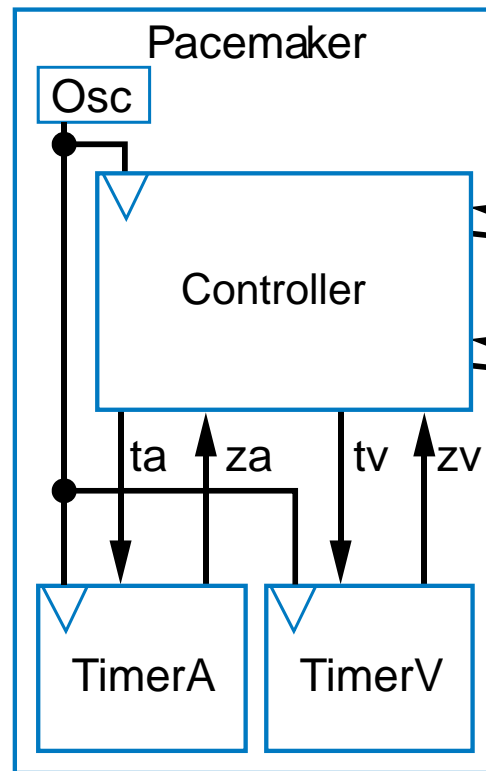 Pacemaker
Osc
Controller
ta za tv zv
TimerA TimerV